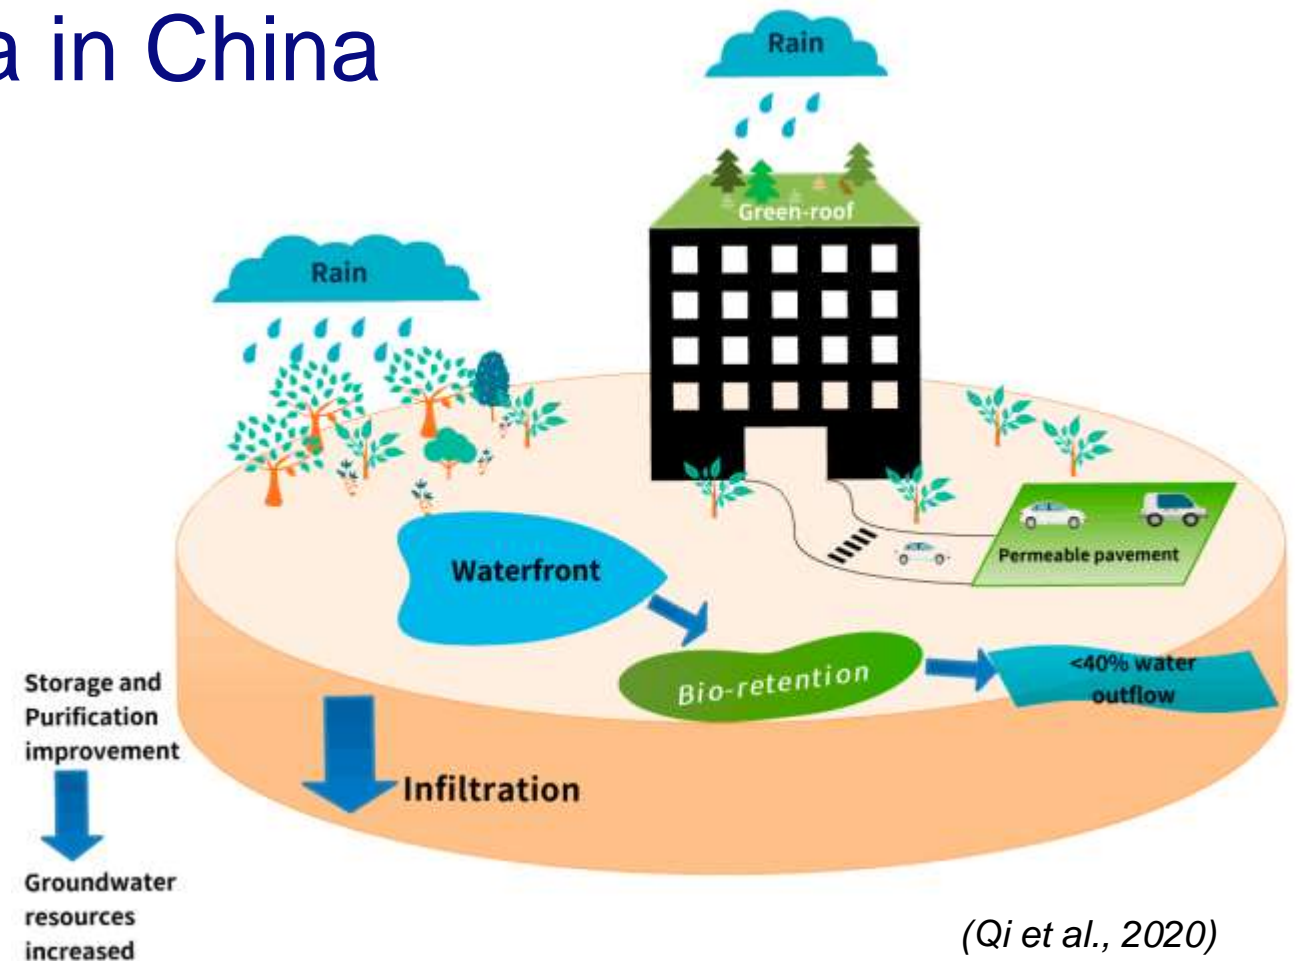 a in China
Rain
Green-roof
Rain
Permeable pavement
Waterfront
Bio-retention
<40% water
outflow
Storage and
Purification
improvement
Infiltration
Groundwater
resources
increased
(Qi et al., 2020)